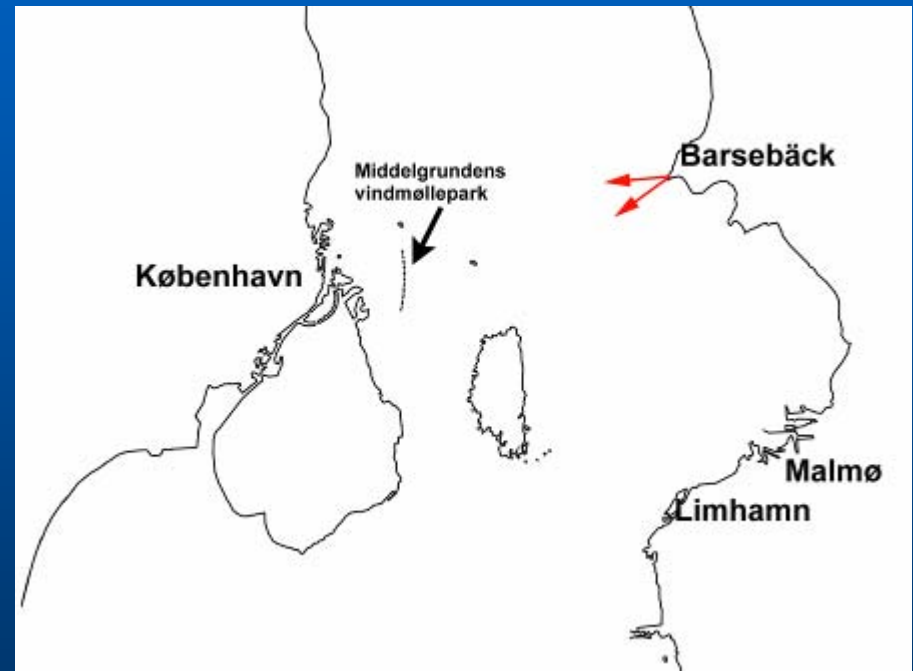 Barsebäck
Middelgrundens
vindmøllepark
København
Malmø
Limhamn